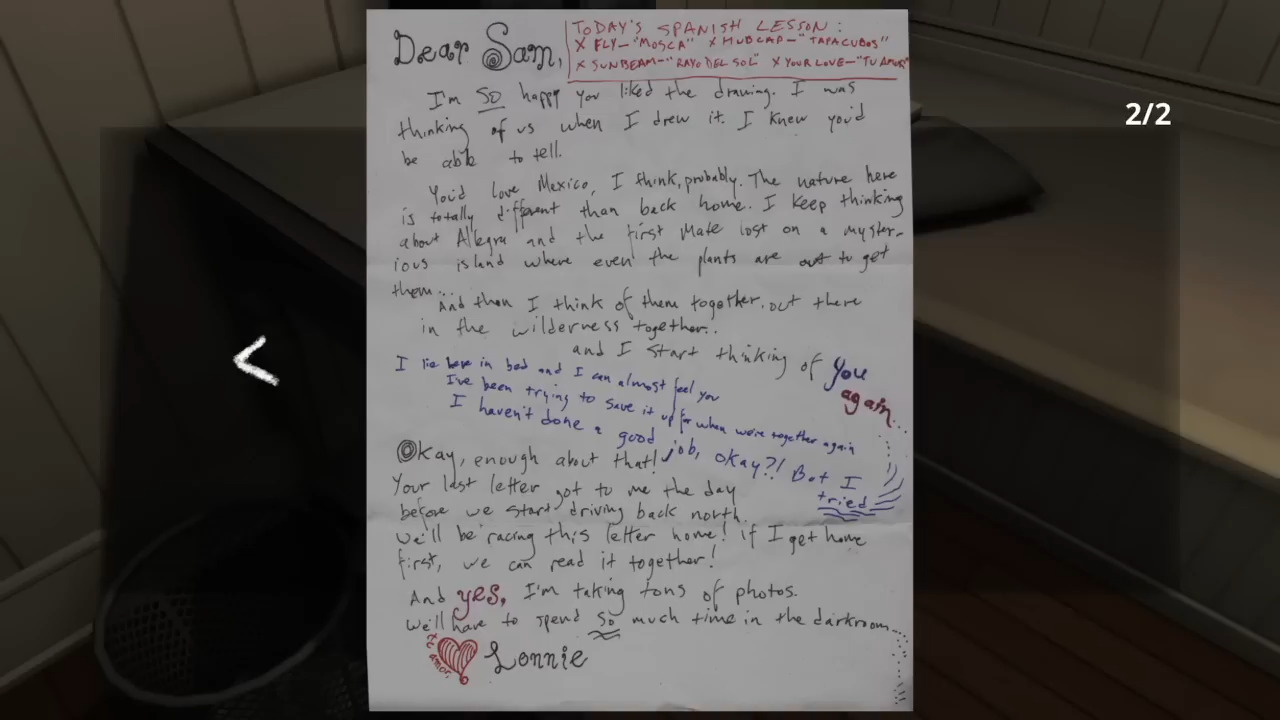 Dear Sam,
TODAY'S SPANISH LESSON:
x FLY—"MOSCA" x HUBCAP—"TAPACUBOS"
x SUNBEAM—"RAYO DEL SOL" x YOUR LOVE—"TU AMOR"
I'm SO happy you liked the drawing. I was
thinking of us when I drew it. I knew you'd
be able to tell.
You'd love Mexico, I think, probably. The nature here
is totally different than back home. I keep thinking
about Allegra and the First Mate lost on a myster-
ious island where even the plants are out to get
them...
And then I think of them together, out there
in the wilderness together...
and I start thinking of you
again...
I lie here in bed and I can almost feel you
I've been trying to save it up for when we're together again
I haven't done a good job, okay?! But I
tried
Okay, enough about that!
Your last letter got to me the day
before we start driving back north.
We'll be racing this letter home! if I get home
first, we can read it together!
And yes, I'm taking tons of photos.
We'll have to spend so much time in the darkroom...
Lonnie
2/2